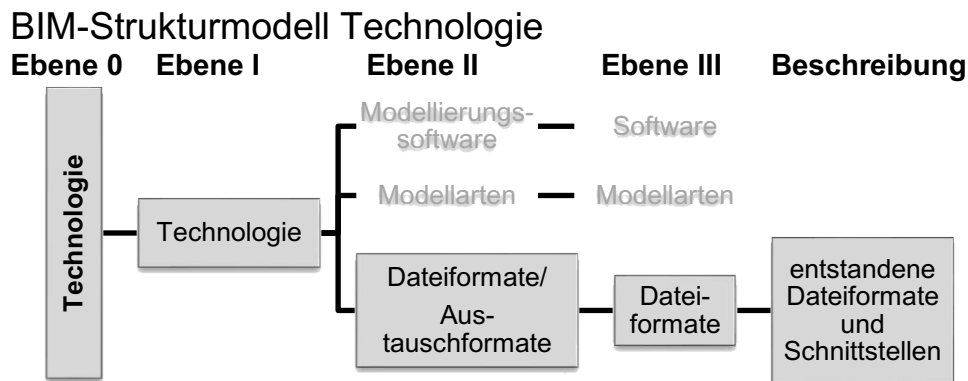 BIM-Strukturmodell Technologie
Ebene 0 Ebene I Ebene II Ebene III Beschreibung
Technologie
Technologie
Modellierungs-
software
Software
Modellarten
Modellarten
Dateiformate/
Aus-
tauschformate
Datei-
formate
entstandene
Dateiformate
und
Schnittstellen